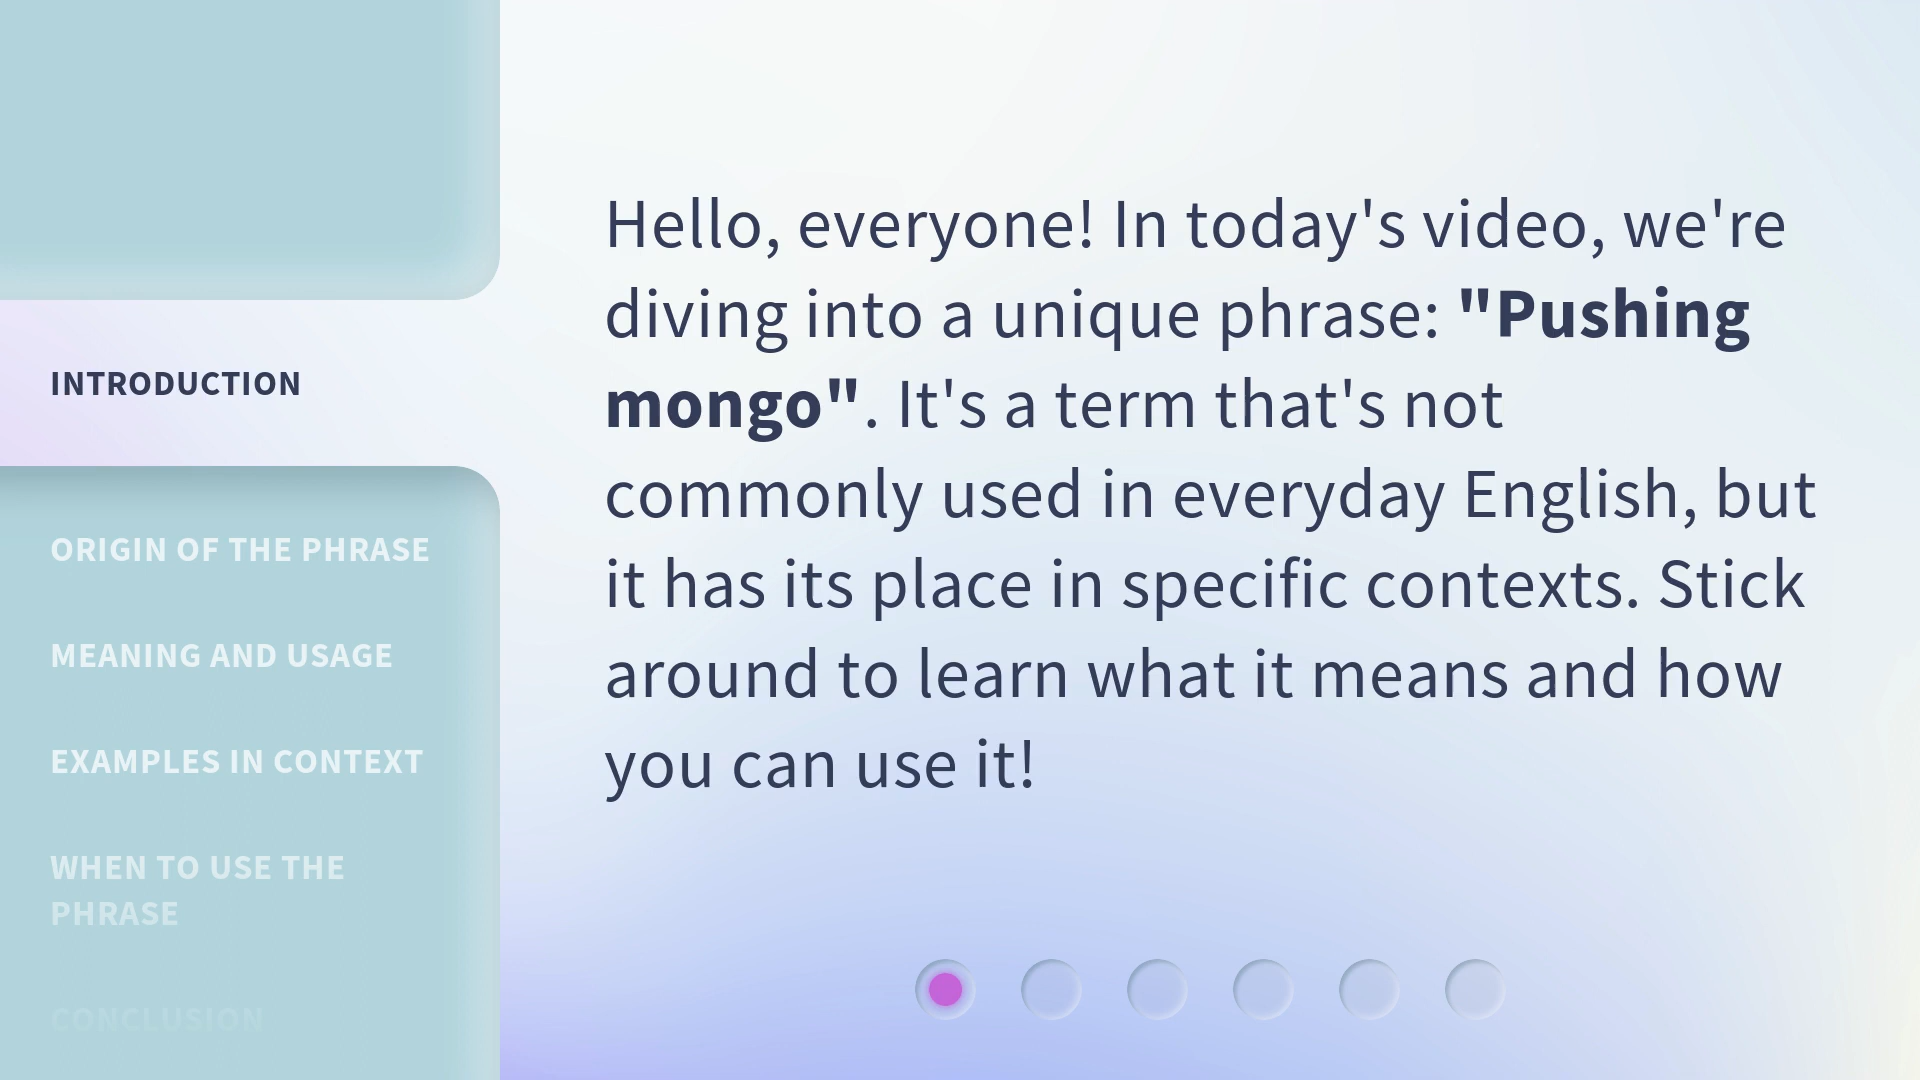 INTRODUCTION
ORIGIN OF THE PHRASE
MEANING AND USAGE
EXAMPLES IN CONTEXT
WHEN TO USE THE
PHRASE
CONCLUSION
Hello, everyone! In today's video, we're
diving into a unique phrase: "Pushing
mongo". It's a term that's not
commonly used in everyday English, but
it has its place in specific contexts. Stick
around to learn what it means and how
you can use it!